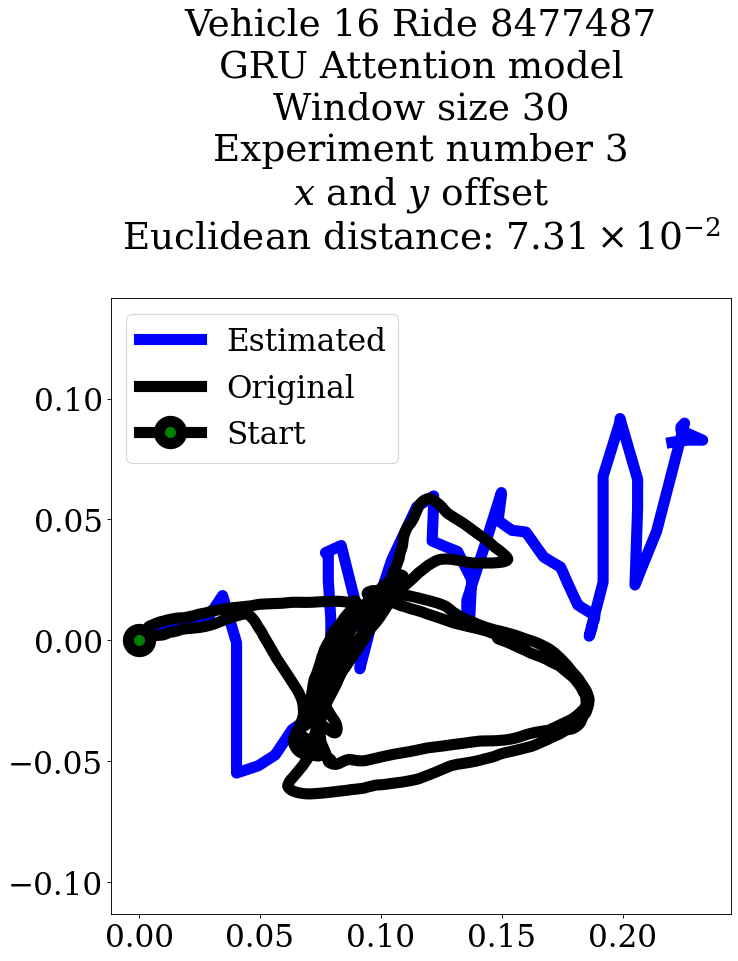 Vehicle 16 Ride 8477487
GRU Attention model
Window size 30
Experiment number 3
x and y offset
Euclidean distance: 7.31 × 10⁻²
Estimated
Original
Start
0.10
0.05
0.00
−0.05
−0.10
0.00 0.05 0.10 0.15 0.20